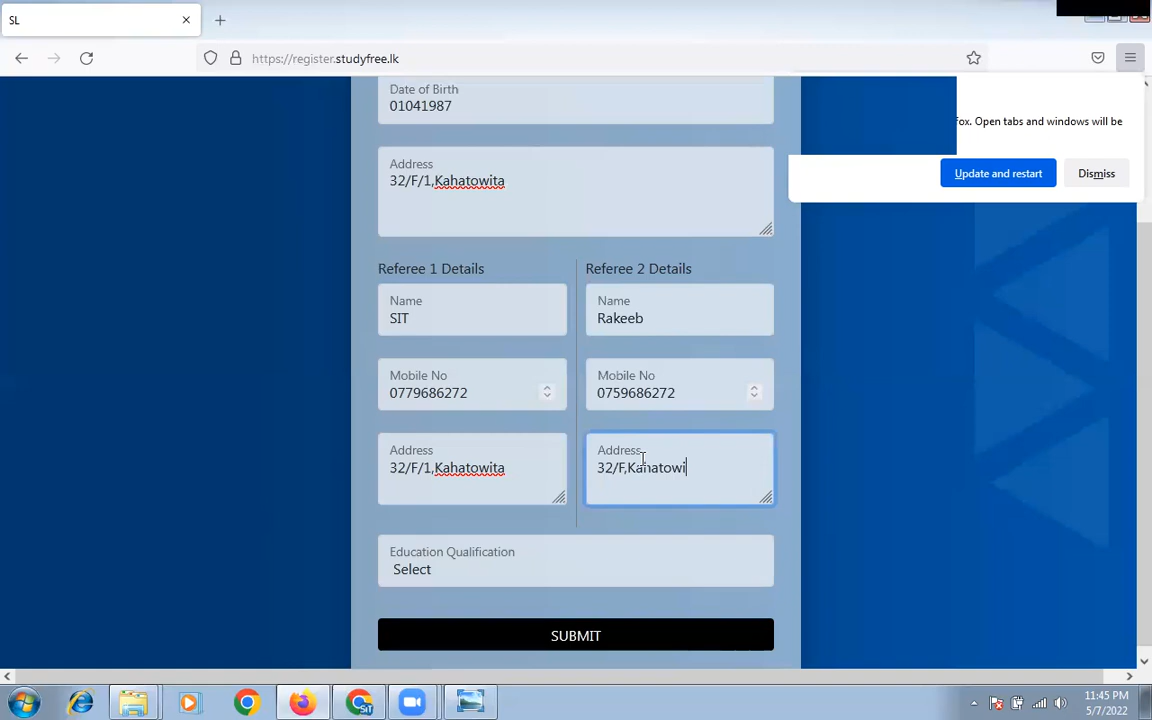 SL
https://register.studyfree.lk
Date of Birth
01041987
fox. Open tabs and windows will be
Update and restart
Dismiss
Address
32/F/1,Kahatowita
Referee 1 Details
Referee 2 Details
Name
SIT
Name
Rakeeb
Mobile No
0779686272
Mobile No
0759686272
Address
32/F/1,Kahatowita
Address
32/F,Kahatowi
Education Qualification
Select
SUBMIT
SiT
11:45 PM
5/7/2022